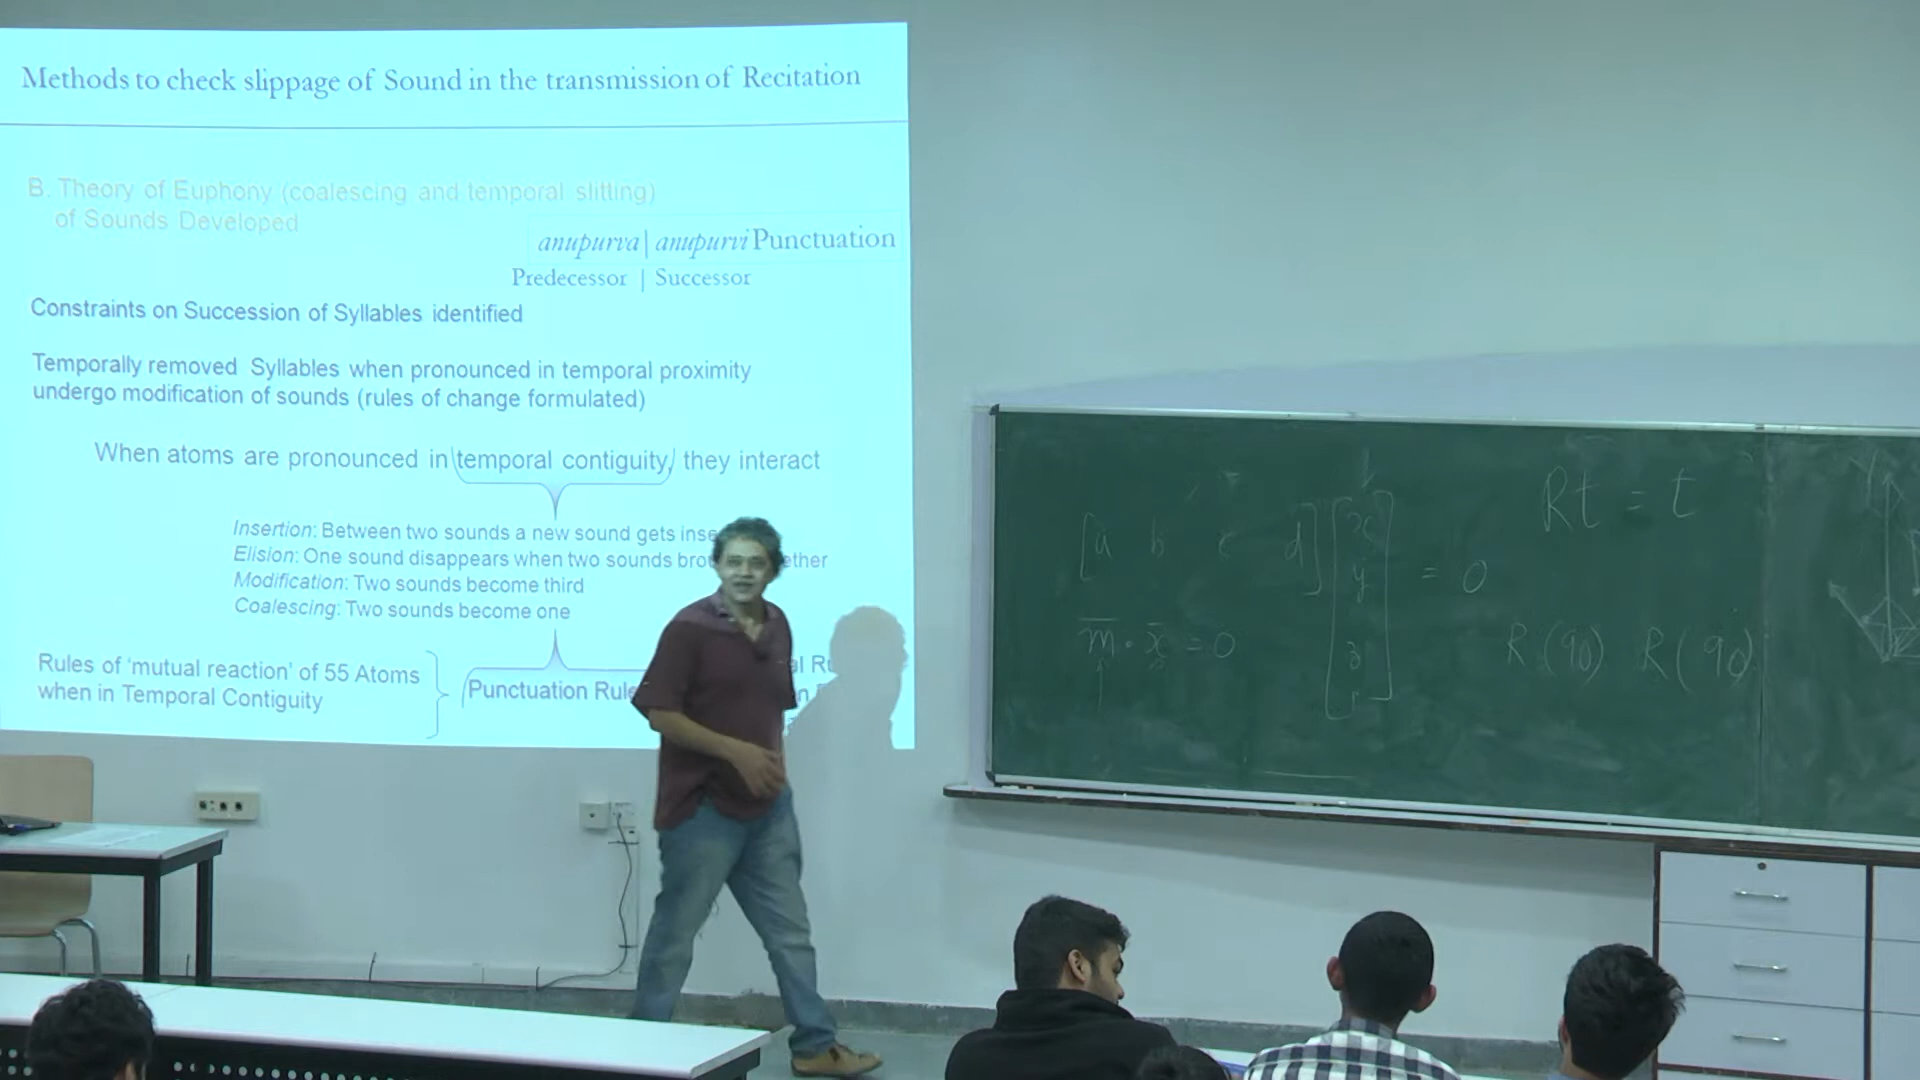 Methods to check slippage of Sound in the transmission of Recitation
B. Theory of Euphony (coalescing and temporal slitting)
of Sounds Developed
anupurva | anupurvi Punctuation
Predecessor | Successor
Constraints on Succession of Syllables identified
Temporally removed Syllables when pronounced in temporal proximity
undergo modification of sounds (rules of change formulated)
When atoms are pronounced in temporal contiguity, they interact
Insertion: Between two sounds a new sound gets
Elision: One sound disappears when two sounds
Modification: Two sounds become third
Coalescing: Two sounds become one
Rules of 'mutual reaction' of 55 Atoms
when in Temporal Contiguity
Punctuation
[a b c d] [x y z 1] = 0
m · x = 0
Rt = t
R(90) R(90)